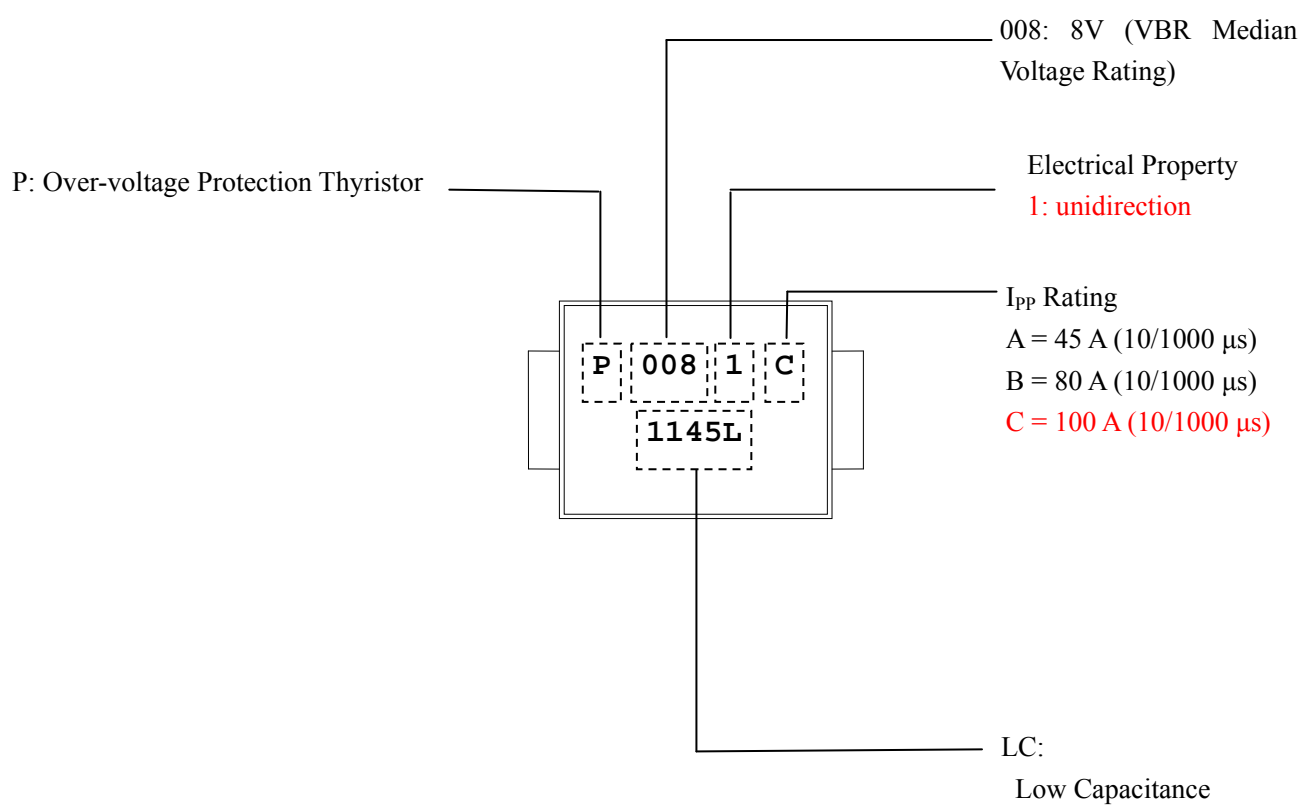 008: 8V (VBR Median
Voltage Rating)
P: Over-voltage Protection Thyristor
Electrical Property
1: unidirection
IPP Rating
A = 45 A (10/1000 μs)
B = 80 A (10/1000 μs)
C = 100 A (10/1000 μs)
P 008 1 C
1145L
LC:
Low Capacitance